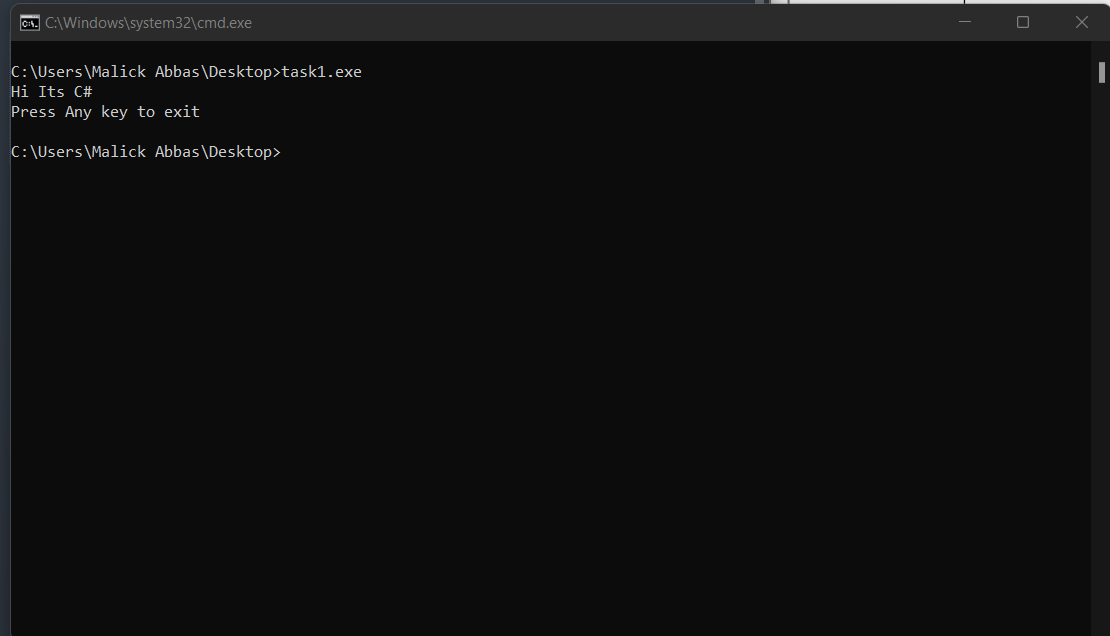 C:\Windows\system32\cmd.exe
C:\Users\Malick Abbas\Desktop>task1.exe
Hi Its C#
Press Any key to exit
C:\Users\Malick Abbas\Desktop>